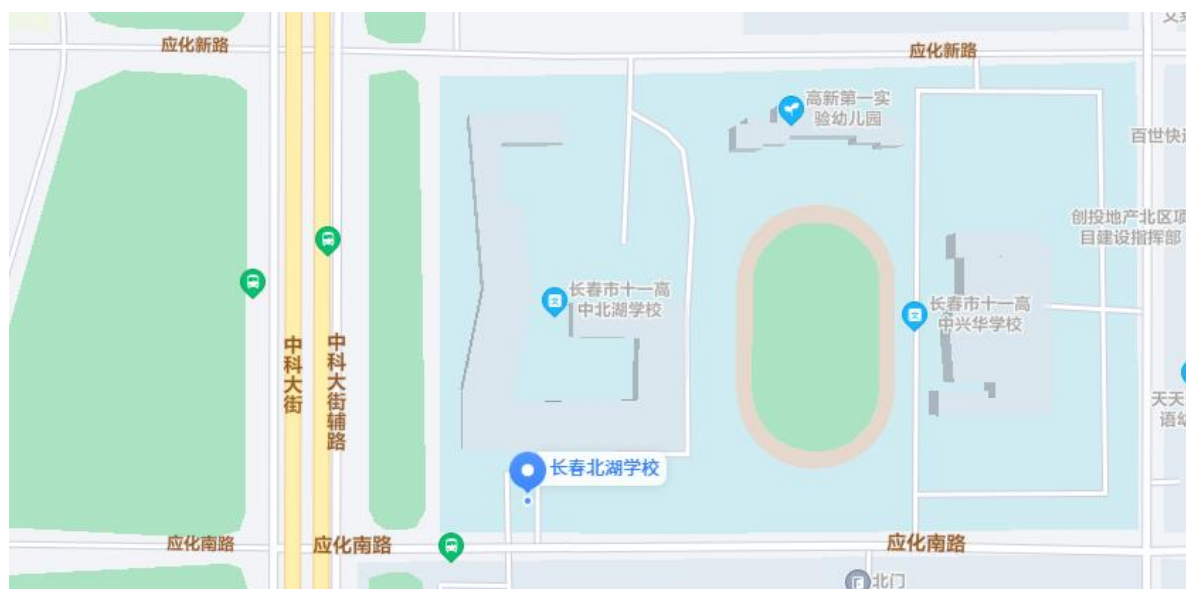 应化新路
应化新路
高新第一实
验幼儿园
百世快
创投地产北区项
目建设指挥部
长春市十一高
中北湖学校
长春市十一高
中兴华学校
中科大街
中科大街辅路
天天
语幼
长春北湖学校
应化南路
应化南路
应化南路
北门